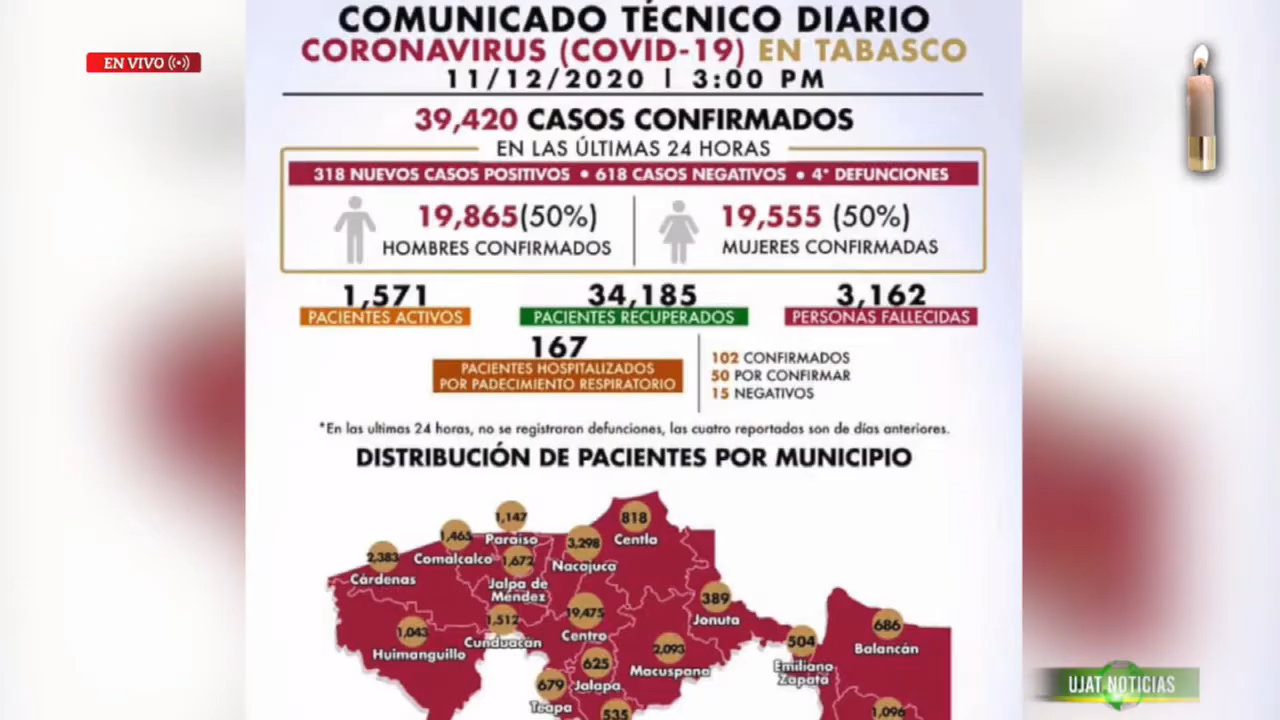 COMUNICADO TÉCNICO DIARIO
CORONAVIRUS (COVID-19) EN TABASCO
11/12/2020 | 3:00 PM
EN VIVO
39,420 CASOS CONFIRMADOS
EN LAS ÚLTIMAS 24 HORAS
318 NUEVOS CASOS POSITIVOS • 618 CASOS NEGATIVOS • 4* DEFUNCIONES
19,865(50%)
HOMBRES CONFIRMADOS
19,555 (50%)
MUJERES CONFIRMADAS
1,571
PACIENTES ACTIVOS
34,185
PACIENTES RECUPERADOS
3,162
PERSONAS FALLECIDAS
167
PACIENTES HOSPITALIZADOS
POR PADECIMIENTO RESPIRATORIO
102 CONFIRMADOS
50 POR CONFIRMAR
15 NEGATIVOS
*En las ultimas 24 horas, no se registraron defunciones, las cuatro reportadas son de días anteriores.
DISTRIBUCIÓN DE PACIENTES POR MUNICIPIO
1,147
Paraíso
818
Centla
1,465
Comalcalco
3,298
Nacajuca
2,383
Cárdenas
1,672
Jalpa de
Méndez
389
Jonuta
19,475
Centro
1,512
Cunduacán
1,043
Huimanguillo
686
Balancán
504
Emiliano
Zapata
2,093
Macuspana
625
Jalapa
679
Teapa
535
1,096
UJAT NOTICIAS